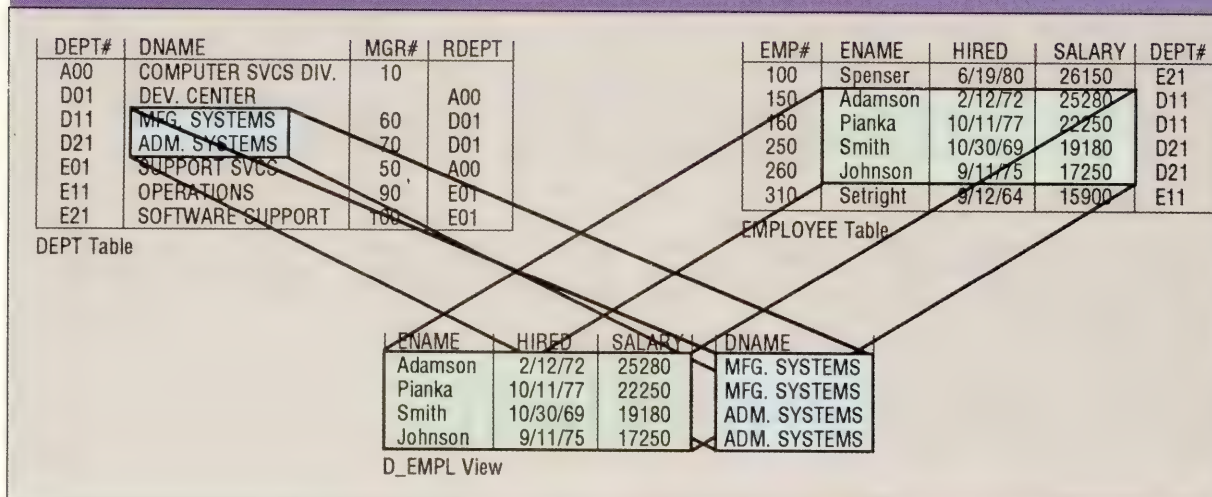 DEPT# DNAME MGR# RDEPT
A00 COMPUTER SVCS DIV. 10
D01 DEV. CENTER A00
D11 MFG. SYSTEMS 60 D01
D21 ADM. SYSTEMS 70 D01
E01 SUPPORT SVCS 50 A00
E11 OPERATIONS 90 E01
E21 SOFTWARE SUPPORT 100 E01
DEPT Table
EMP# ENAME HIRED SALARY DEPT#
100 Spenser 6/19/80 26150 E21
150 Adamson 2/12/72 25280 D11
160 Pianka 10/11/77 22250 D11
250 Smith 10/30/69 19180 D21
260 Johnson 9/11/75 17250 D21
310 Setright 9/12/64 15900 E11
EMPLOYEE Table
ENAME HIRED SALARY DNAME
Adamson 2/12/72 25280 MFG. SYSTEMS
Pianka 10/11/77 22250 MFG. SYSTEMS
Smith 10/30/69 19180 ADM. SYSTEMS
Johnson 9/11/75 17250 ADM. SYSTEMS
D_EMPL View